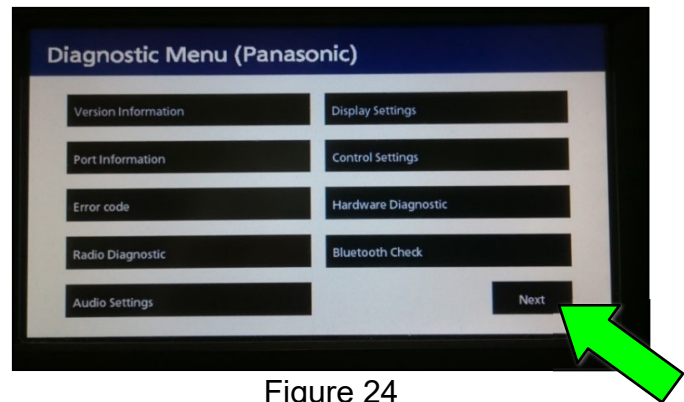 Diagnostic Menu (Panasonic)
Version Information
Display Settings
Port Information
Control Settings
Error code
Hardware Diagnostic
Radio Diagnostic
Bluetooth Check
Audio Settings
Next
Figure 24